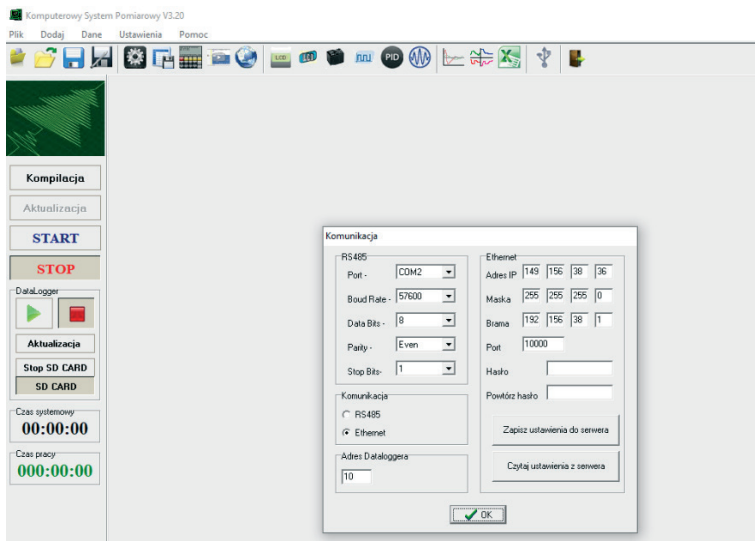 Komputerowy System Pomiarowy V3.20
Plik Dodaj Dane Ustawienia Pomoc
LCD PID
Kompilacja
Aktualizacja
START
STOP
DataLogger
Aktualizacja
Stop SD CARD
SD CARD
Czas systemowy
00:00:00
Czas pracy
000:00:00
Komunikacja
RS485
Port - COM2
Boud Rate - 57600
Data Bits - 8
Parity - Even
Stop Bits- 1
Komunikacja
RS485
Ethernet
Adres Dataloggera
10
Ethernet
Adres IP 149 156 38 36
Maska 255 255 255 0
Brama 192 156 38 1
Port 10000
Hasło
Powtórz hasło
Zapisz ustawienia do serwera
Czytaj ustawienia z serwera
OK